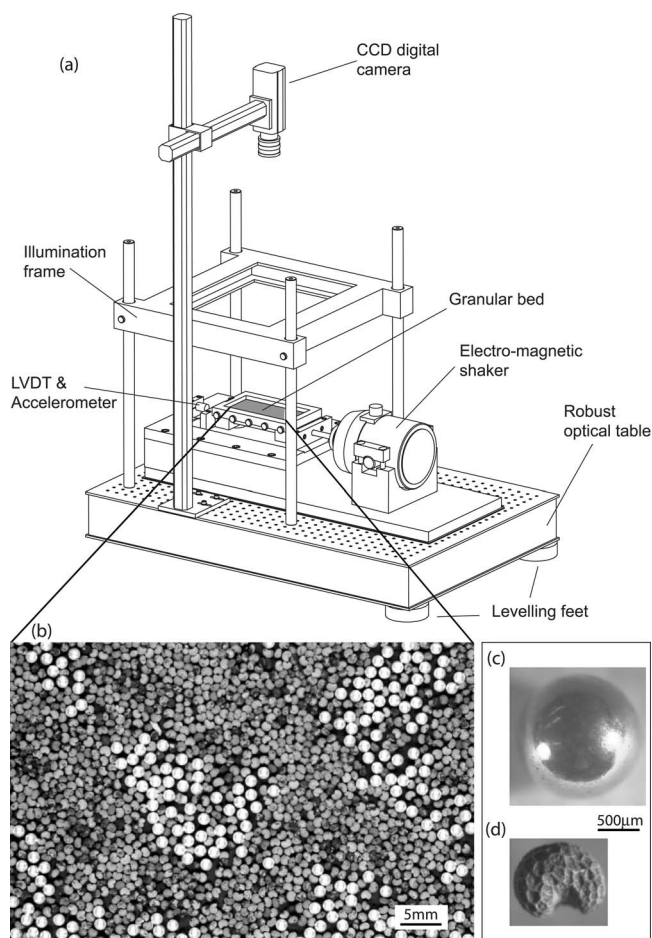 (a)
CCD digital
camera
Illumination
frame
Granular bed
Electro-magnetic
shaker
LVDT &
Accelerometer
Robust
optical table
Levelling feet
(b)
(c)
500μm
(d)
5mm